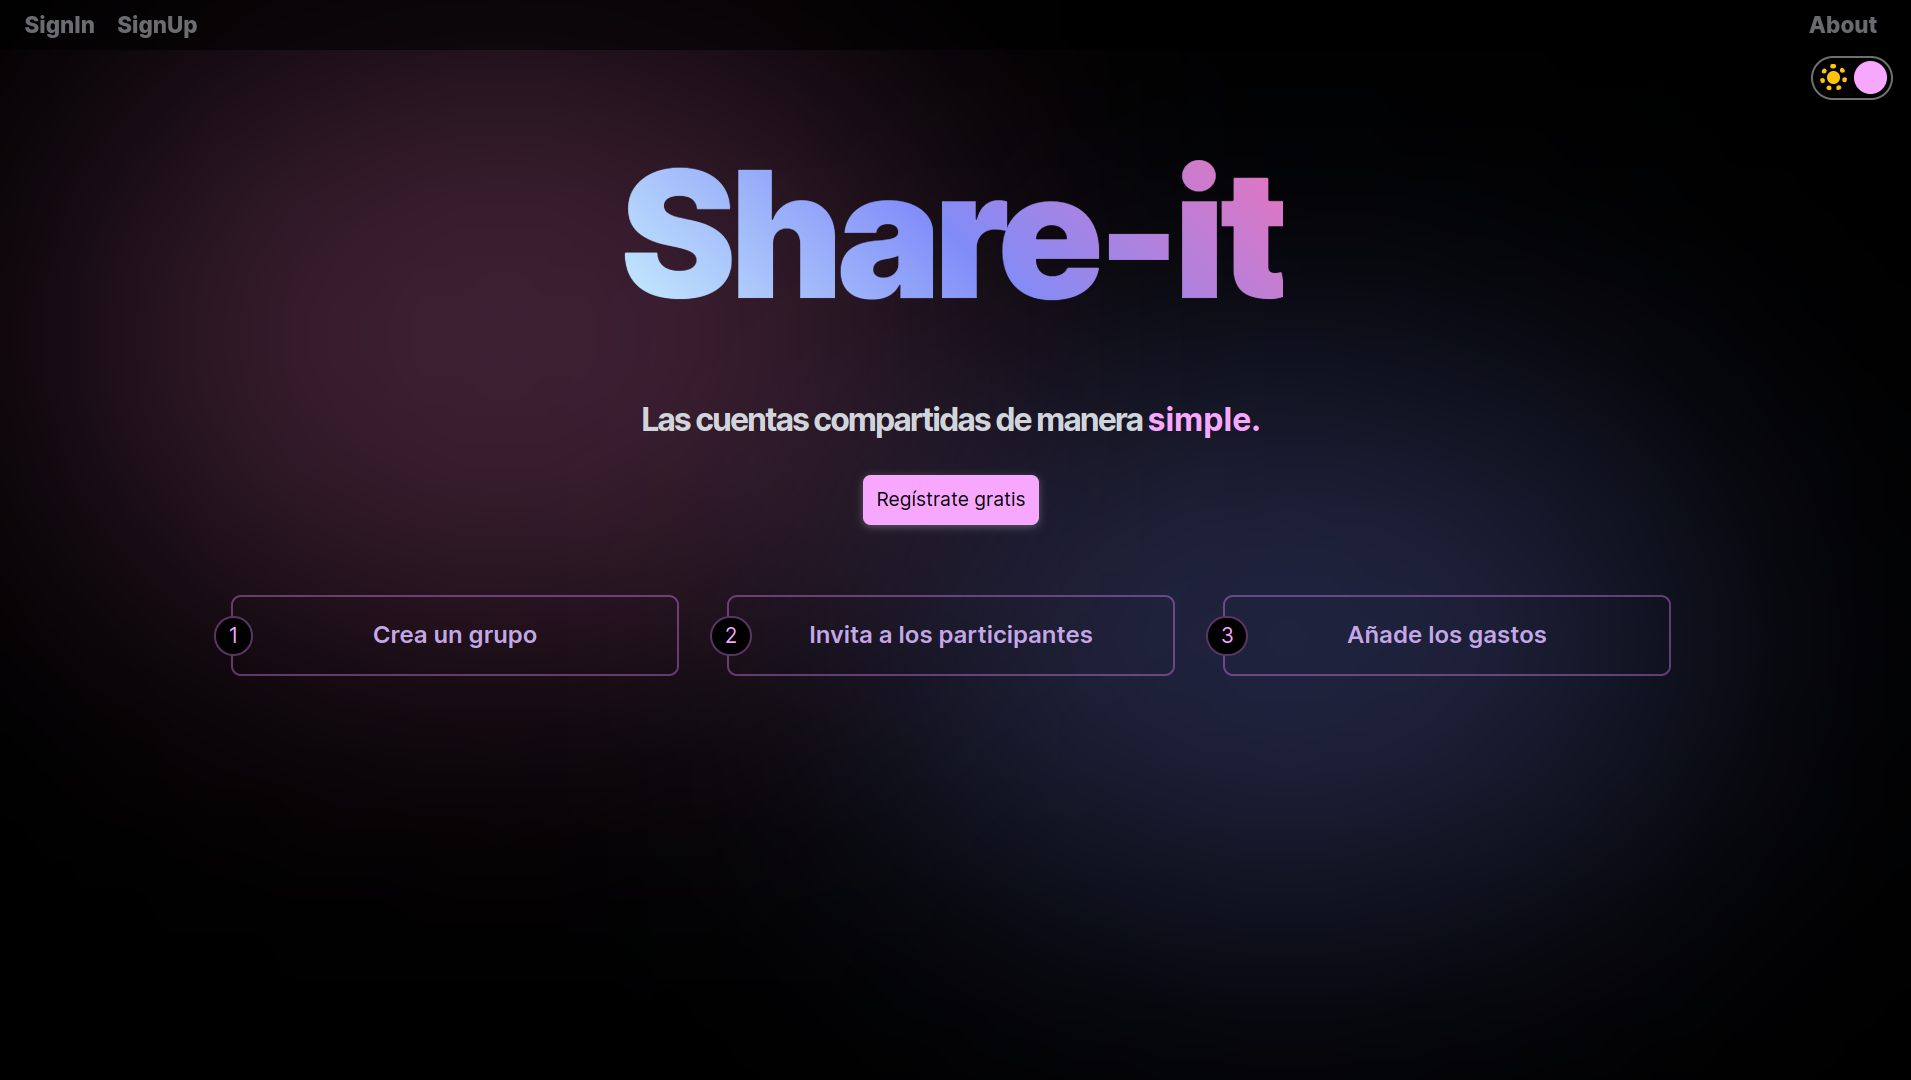 SignIn SignUp About
Share-it
Las cuentas compartidas de manera simple.
Regístrate gratis
1 Crea un grupo
2 Invita a los participantes
3 Añade los gastos